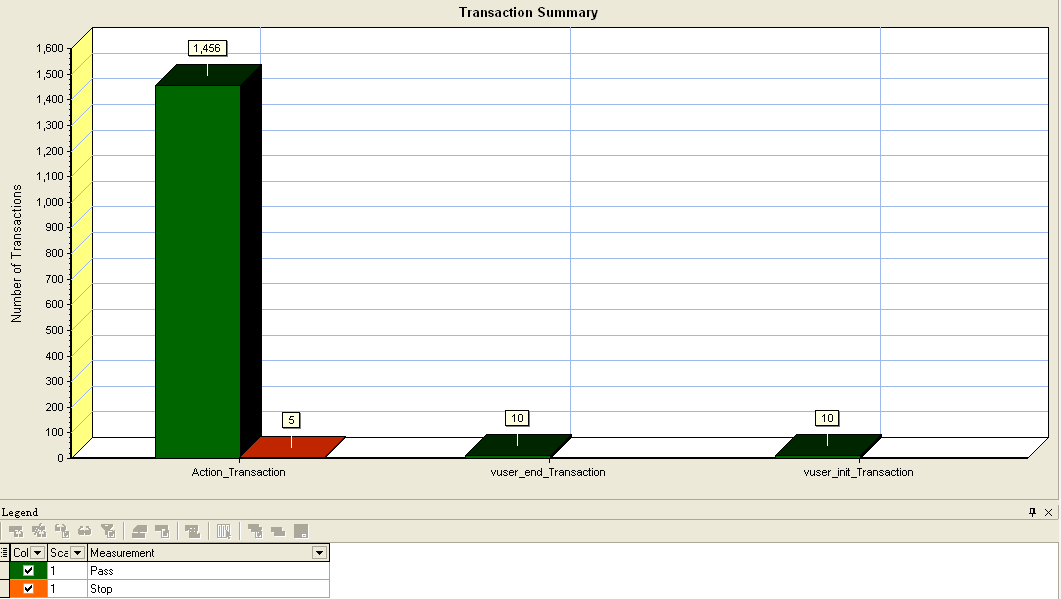 Transaction Summary
Number of Transactions
1,600
1,500
1,400
1,300
1,200
1,100
1,000
900
800
700
600
500
400
300
200
100
0
1,456
5
10
10
Action_Transaction
vuser_end_Transaction
vuser_init_Transaction
Legend
Col Sca Measurement
1 Pass
1 Stop